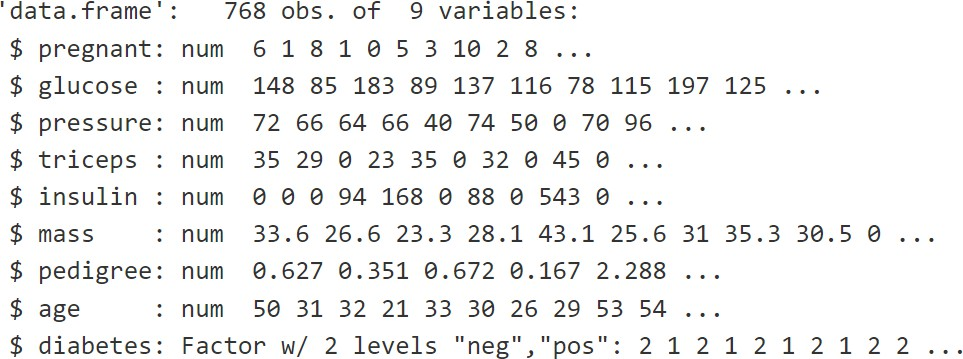 'data.frame':   768 obs. of  9 variables:
 $ pregnant: num  6 1 8 1 0 5 3 10 2 8 ...
 $ glucose : num  148 85 183 89 137 116 78 115 197 125 ...
 $ pressure: num  72 66 64 66 40 74 50 0 70 96 ...
 $ triceps : num  35 29 0 23 35 0 32 0 45 0 ...
 $ insulin : num  0 0 0 94 168 0 88 0 543 0 ...
 $ mass    : num  33.6 26.6 23.3 28.1 43.1 25.6 31 35.3 30.5 0 ...
 $ pedigree: num  0.627 0.351 0.672 0.167 2.288 ...
 $ age     : num  50 31 32 21 33 30 26 29 53 54 ...
 $ diabetes: Factor w/ 2 levels "neg","pos": 2 1 2 1 2 1 2 1 2 2 ...